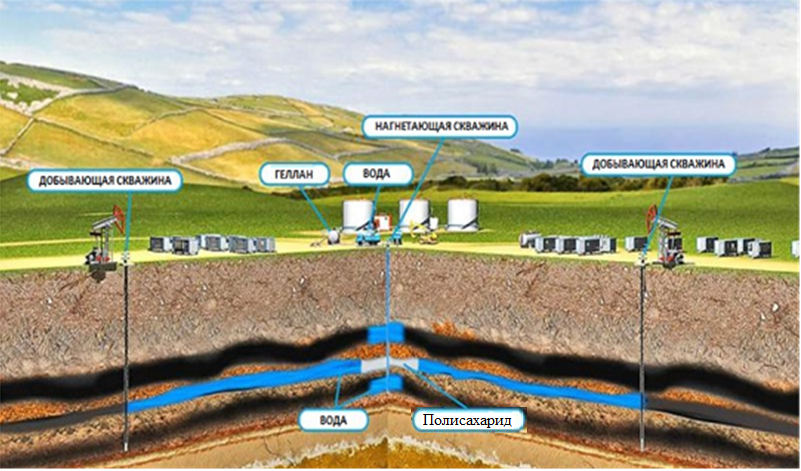 НАГНЕТАЮЩАЯ СКВАЖИНА
ДОБЫВАЮЩАЯ СКВАЖИНА
ГЕЛЛАН
ВОДА
ДОБЫВАЮЩАЯ СКВАЖИНА
ВОДА
Полисахарид